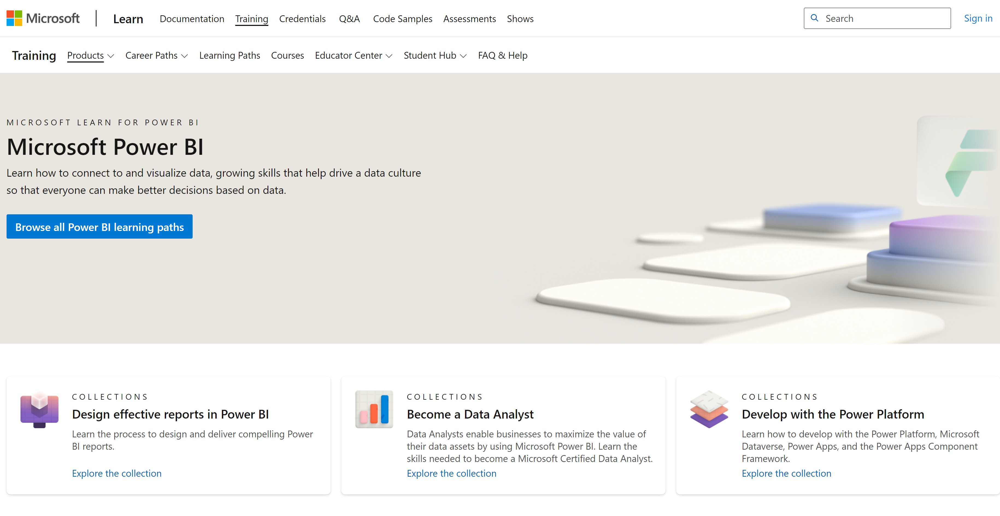 Microsoft
Learn Documentation Training Credentials Q&A Code Samples Assessments Shows
Search
Sign in
Training Products Career Paths Learning Paths Courses Educator Center Student Hub FAQ & Help
MICROSOFT LEARN FOR POWER BI
Microsoft Power BI
Learn how to connect to and visualize data, growing skills that help drive a data culture
so that everyone can make better decisions based on data.
Browse all Power BI learning paths
COLLECTIONS
Design effective reports in Power BI
Learn the process to design and deliver compelling Power
BI reports.
Explore the collection
COLLECTIONS
Become a Data Analyst
Data Analysts enable businesses to maximize the value of
their data assets by using Microsoft Power BI. Learn the
skills needed to become a Microsoft Certified Data Analyst.
Explore the collection
COLLECTIONS
Develop with the Power Platform
Learn how to develop with the Power Platform, Microsoft
Dataverse, Power Apps, and the Power Apps Component
Framework.
Explore the collection